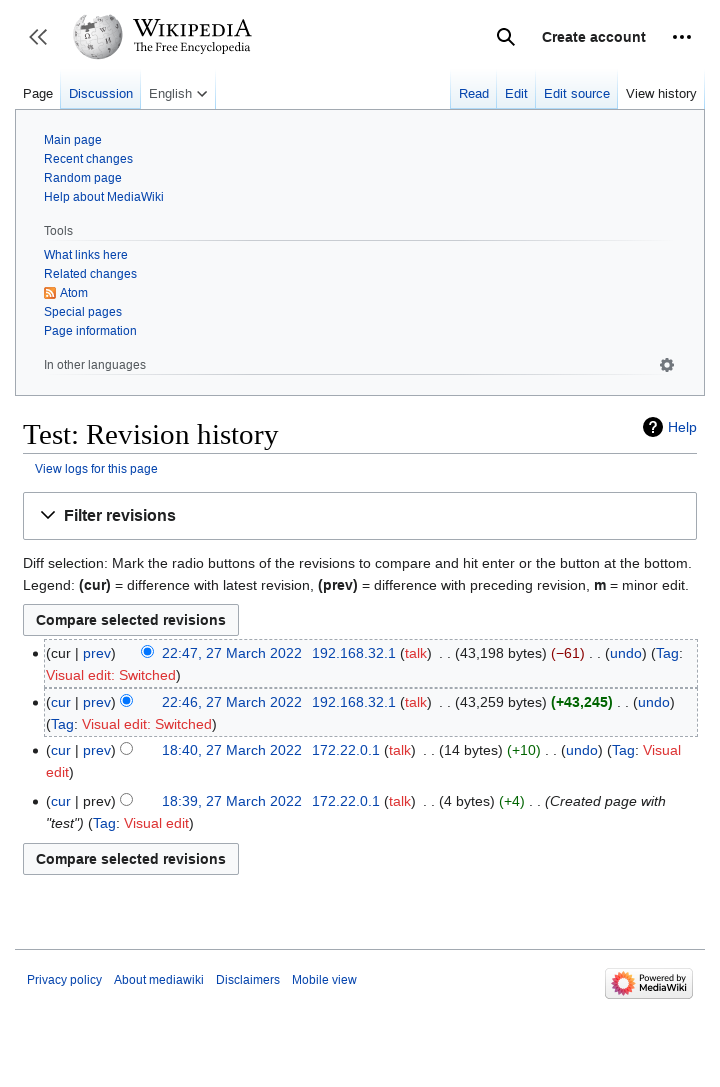 WIKIPEDIA
The Free Encyclopedia
Create account
Page Discussion English Read Edit Edit source View history
Main page
Recent changes
Random page
Help about MediaWiki
Tools
What links here
Related changes
Atom
Special pages
Page information
In other languages
Test: Revision history
Help
View logs for this page
Filter revisions
Diff selection: Mark the radio buttons of the revisions to compare and hit enter or the button at the bottom.
Legend: (cur) = difference with latest revision, (prev) = difference with preceding revision, m = minor edit.
Compare selected revisions
(cur | prev) 22:47, 27 March 2022 192.168.32.1 (talk) . . (43,198 bytes) (−61) . . (undo) (Tag:
Visual edit: Switched)
(cur | prev) 22:46, 27 March 2022 192.168.32.1 (talk) . . (43,259 bytes) (+43,245) . . (undo)
(Tag: Visual edit: Switched)
(cur | prev) 18:40, 27 March 2022 172.22.0.1 (talk) . . (14 bytes) (+10) . . (undo) (Tag: Visual
edit)
(cur | prev) 18:39, 27 March 2022 172.22.0.1 (talk) . . (4 bytes) (+4) . . (Created page with
"test") (Tag: Visual edit)
Compare selected revisions
Privacy policy About mediawiki Disclaimers Mobile view
Powered by
MediaWiki